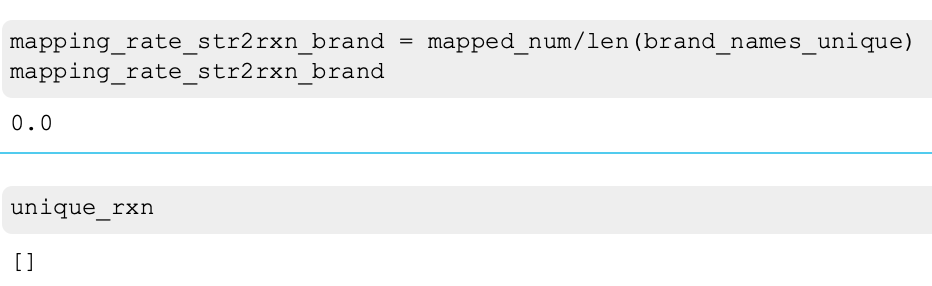 mapping_rate_str2rxn_brand = mapped_num/len(brand_names_unique)
mapping_rate_str2rxn_brand
0.0
unique_rxn
[]